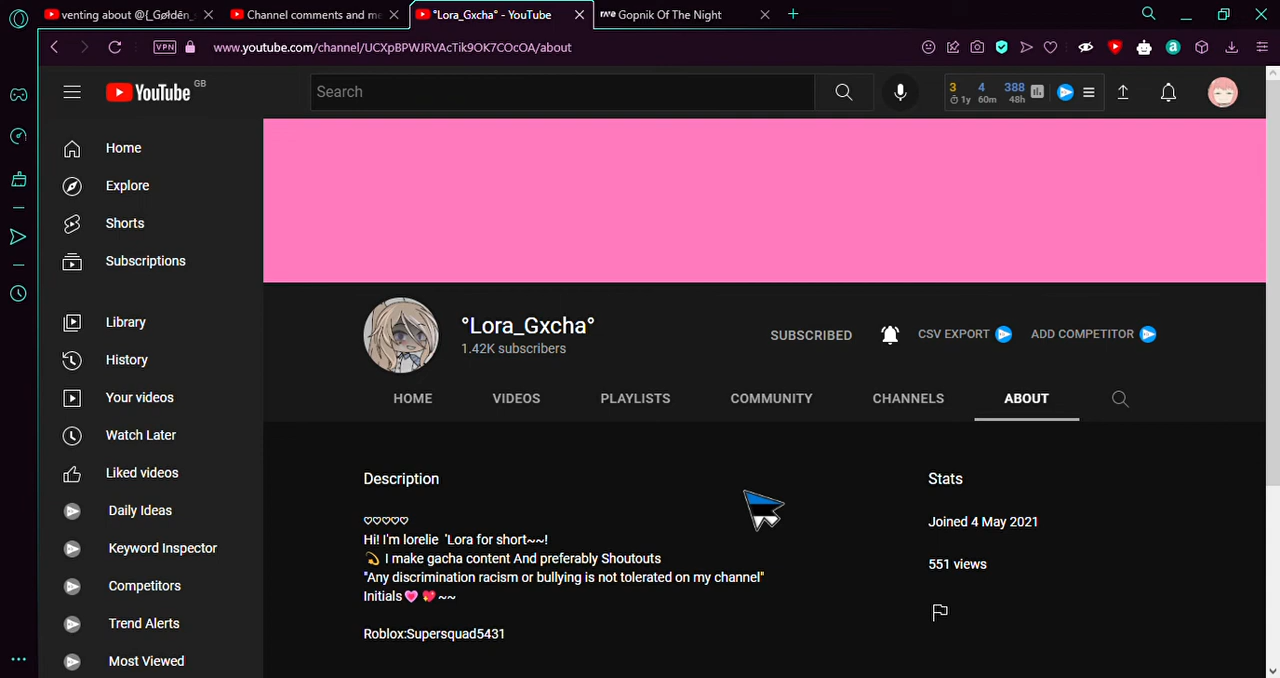 venting about @{_Gøłdēn_
Channel comments and me
°Lora_Gxcha° - YouTube
Gopnik Of The Night
VPN
www.youtube.com/channel/UCXpBPWJRVAcTik9OK7COcOA/about
YouTube GB
Search
3 4 388
1y 60m 48h
Home
Explore
Shorts
Subscriptions
Library
History
Your videos
Watch Later
Liked videos
Daily Ideas
Keyword Inspector
Competitors
Trend Alerts
Most Viewed
°Lora_Gxcha°
1.42K subscribers
SUBSCRIBED
CSV EXPORT
ADD COMPETITOR
HOME VIDEOS PLAYLISTS COMMUNITY CHANNELS ABOUT
Description
♡♡♡♡♡
Hi! I'm lorelie 'Lora for short~~!
💫 I make gacha content And preferably Shoutouts
"Any discrimination racism or bullying is not tolerated on my channel"
Initials💗💖~~
Roblox:Supersquad5431
Stats
Joined 4 May 2021
551 views